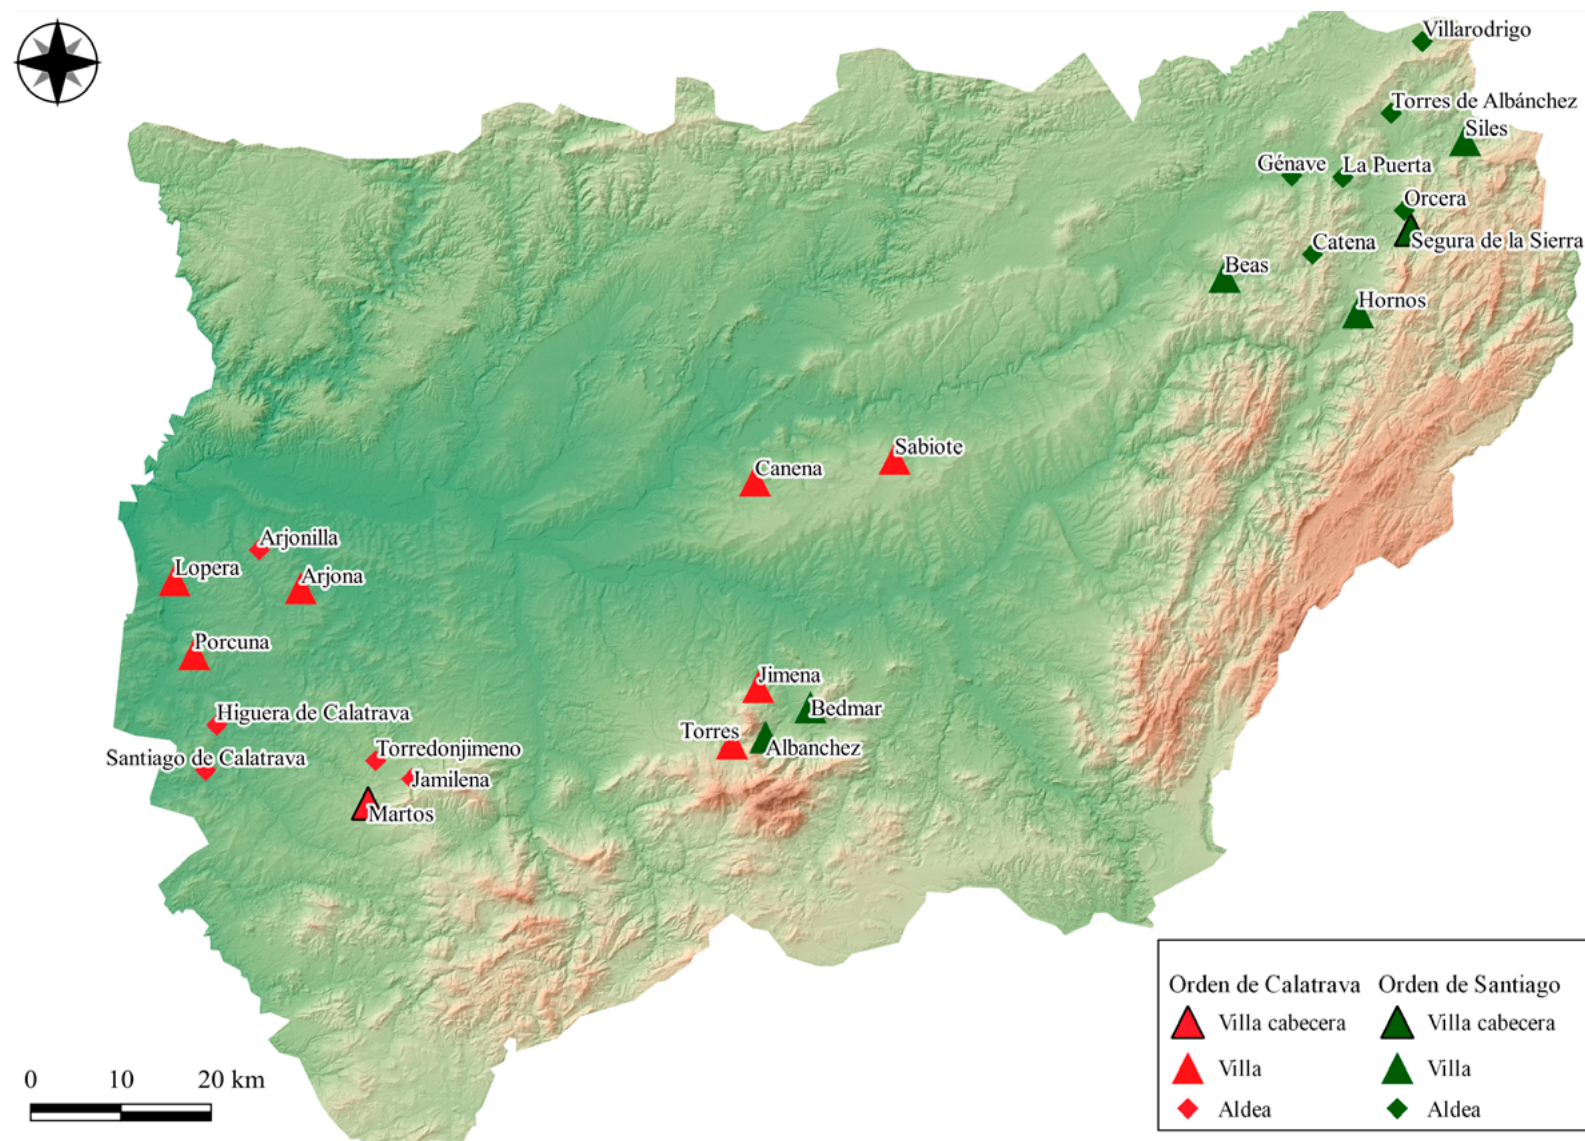 Villarodrigo
Torres de Albánchez
Siles
Génave
La Puerta
Orcera
Segura de la Sierra
Catena
Beas
Hornos
Sabiote
Canena
Arjonilla
Lopera
Arjona
Porcuna
Jimena
Bedmar
Higuera de Calatrava
Torres
Albanchez
Torredonjimeno
Santiago de Calatrava
Jamilena
Martos
Orden de Calatrava Orden de Santiago
Villa cabecera Villa cabecera
Villa Villa
Aldea Aldea
0 10 20 km